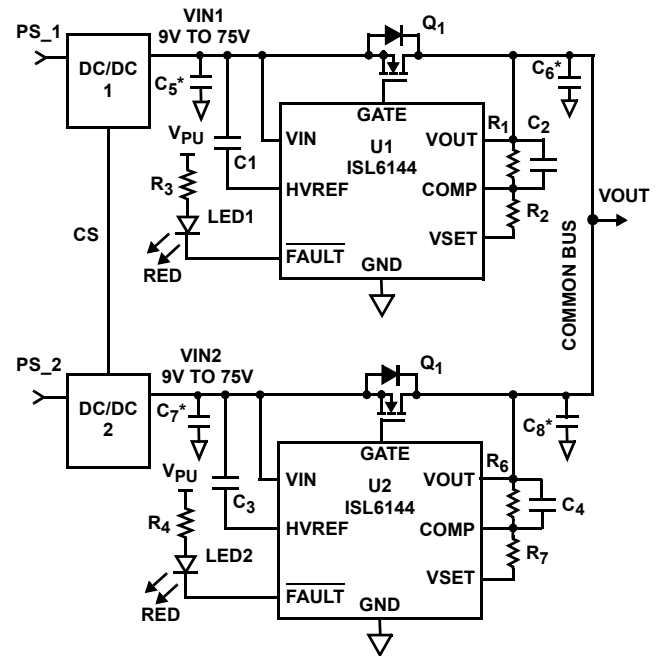 PS_1
DC/DC
1
VIN1
9V TO 75V
C5*
C1
Q1
GATE
U1
ISL6144
VIN
HVREF
FAULT
GND
VOUT
COMP
VSET
R1
C2
R2
C6*
VPU
R3
LED1
RED
CS
COMMON BUS
VOUT
PS_2
DC/DC
2
VIN2
9V TO 75V
C7*
C3
Q1
GATE
U2
ISL6144
VIN
HVREF
FAULT
GND
VOUT
COMP
VSET
R6
C4
R7
C8*
VPU
R4
LED2
RED